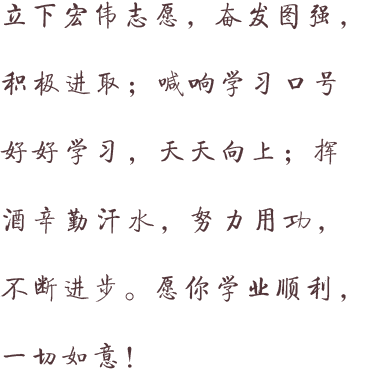 立下宏伟志愿，奋发图强，
积极进取；喊响学习口号
好好学习，天天向上；挥
洒辛勤汗水，努力用功，
不断进步。愿你学业顺利，
一切如意！